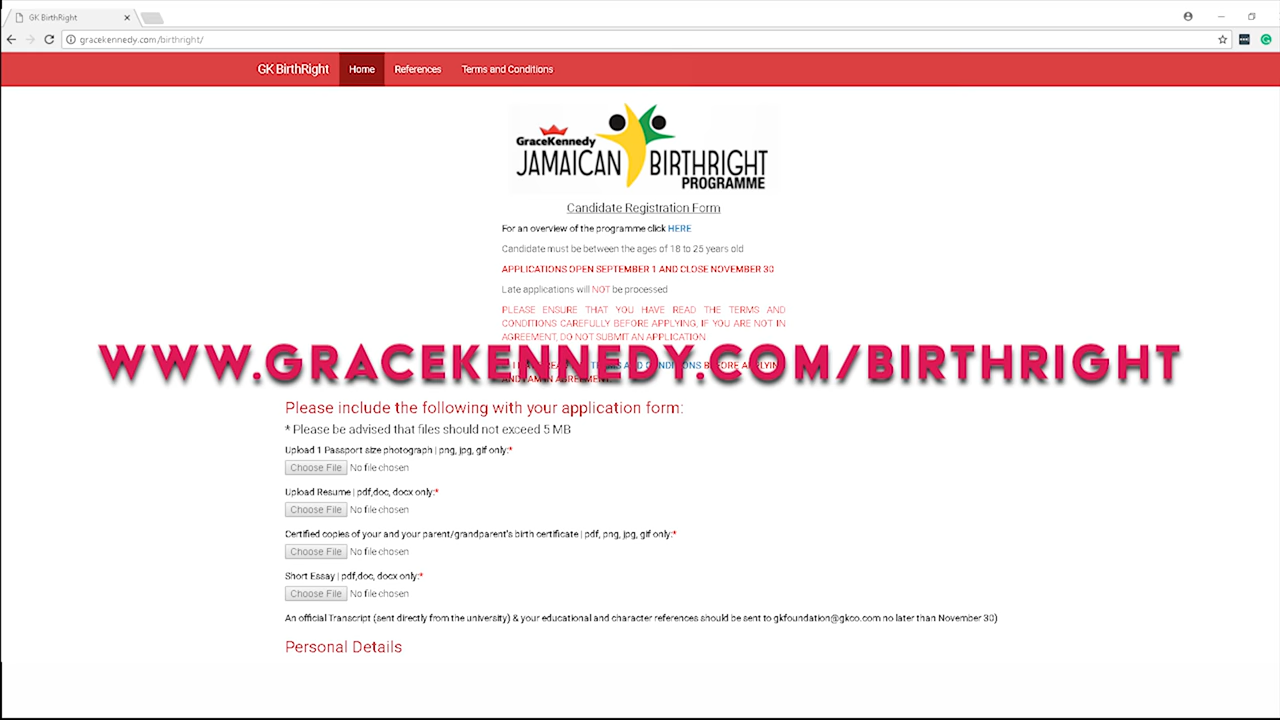 GK BirthRight
gracekennedy.com/birthright/
GK BirthRight Home References Terms and Conditions
GraceKennedy
JAMAICAN BIRTHRIGHT
PROGRAMME
Candidate Registration Form
For an overview of the programme click HERE
Candidate must be between the ages of 18 to 25 years old
APPLICATIONS OPEN SEPTEMBER 1 AND CLOSE NOVEMBER 30
Late applications will NOT be processed
PLEASE ENSURE THAT YOU HAVE READ THE TERMS AND
CONDITIONS CAREFULLY BEFORE APPLYING, IF YOU ARE NOT IN
AGREEMENT, DO NOT SUBMIT AN APPLICATION
WWW.GRACEKENNEDY.COM/BIRTHRIGHT
TERMS AND CONDITIONS BEFORE APPLYING
AND AM IN AGREEMENT
Please include the following with your application form:
* Please be advised that files should not exceed 5 MB
Upload 1 Passport size photograph | png, jpg, gif only:*
Choose File No file chosen
Upload Resume | pdf,doc, docx only:*
Choose File No file chosen
Certified copies of your and your parent/grandparent's birth certificate | pdf, png, jpg, gif only:*
Choose File No file chosen
Short Essay | pdf,doc, docx only:*
Choose File No file chosen
An official Transcript (sent directly from the university) & your educational and character references should be sent to gkfoundation@gkco.com no later than November 30)
Personal Details